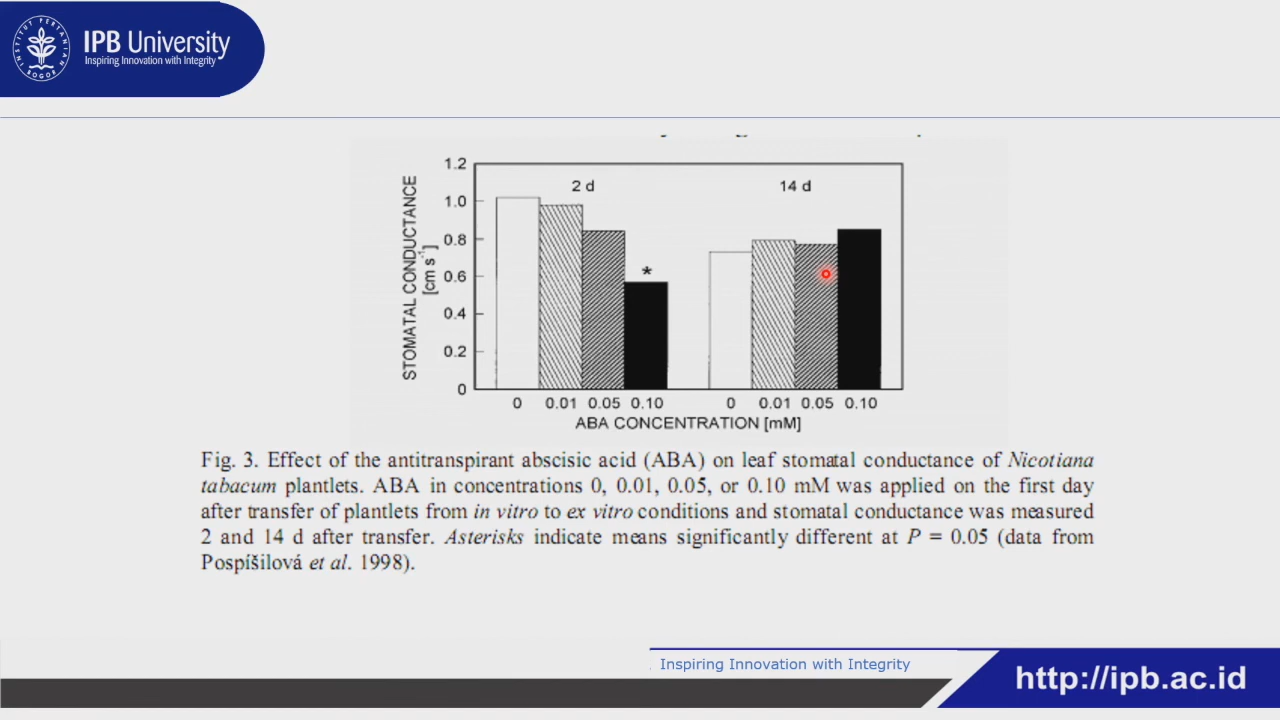 INSTITUT PERTANIAN
BOGOR
IPB University
Inspiring Innovation with Integrity
1.2
1.0
0.8
0.6
0.4
0.2
0
STOMATAL CONDUCTANCE
[cm s⁻¹]
2 d
14 d
*
0 0.01 0.05 0.10 0 0.01 0.05 0.10
ABA CONCENTRATION [mM]
Fig. 3. Effect of the antitranspirant abscisic acid (ABA) on leaf stomatal conductance of Nicotiana
tabacum plantlets. ABA in concentrations 0, 0.01, 0.05, or 0.10 mM was applied on the first day
after transfer of plantlets from in vitro to ex vitro conditions and stomatal conductance was measured
2 and 14 d after transfer. Asterisks indicate means significantly different at P = 0.05 (data from
Pospíšilová et al. 1998).
Inspiring Innovation with Integrity
http://ipb.ac.id